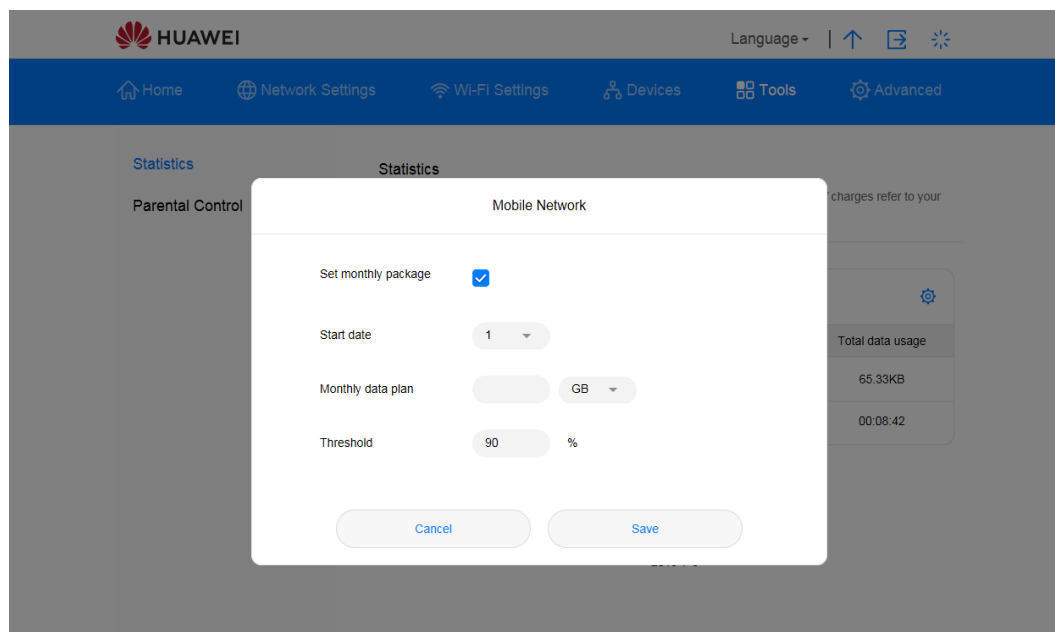 HUAWEI
Language
Home Network Settings Wi-Fi Settings Devices Tools Advanced
Statistics
Statistics
Parental Control
charges refer to your
Mobile Network
Set monthly package
Start date 1
Monthly data plan GB
Threshold 90 %
Cancel Save
Total data usage
65.33KB
00:08:42